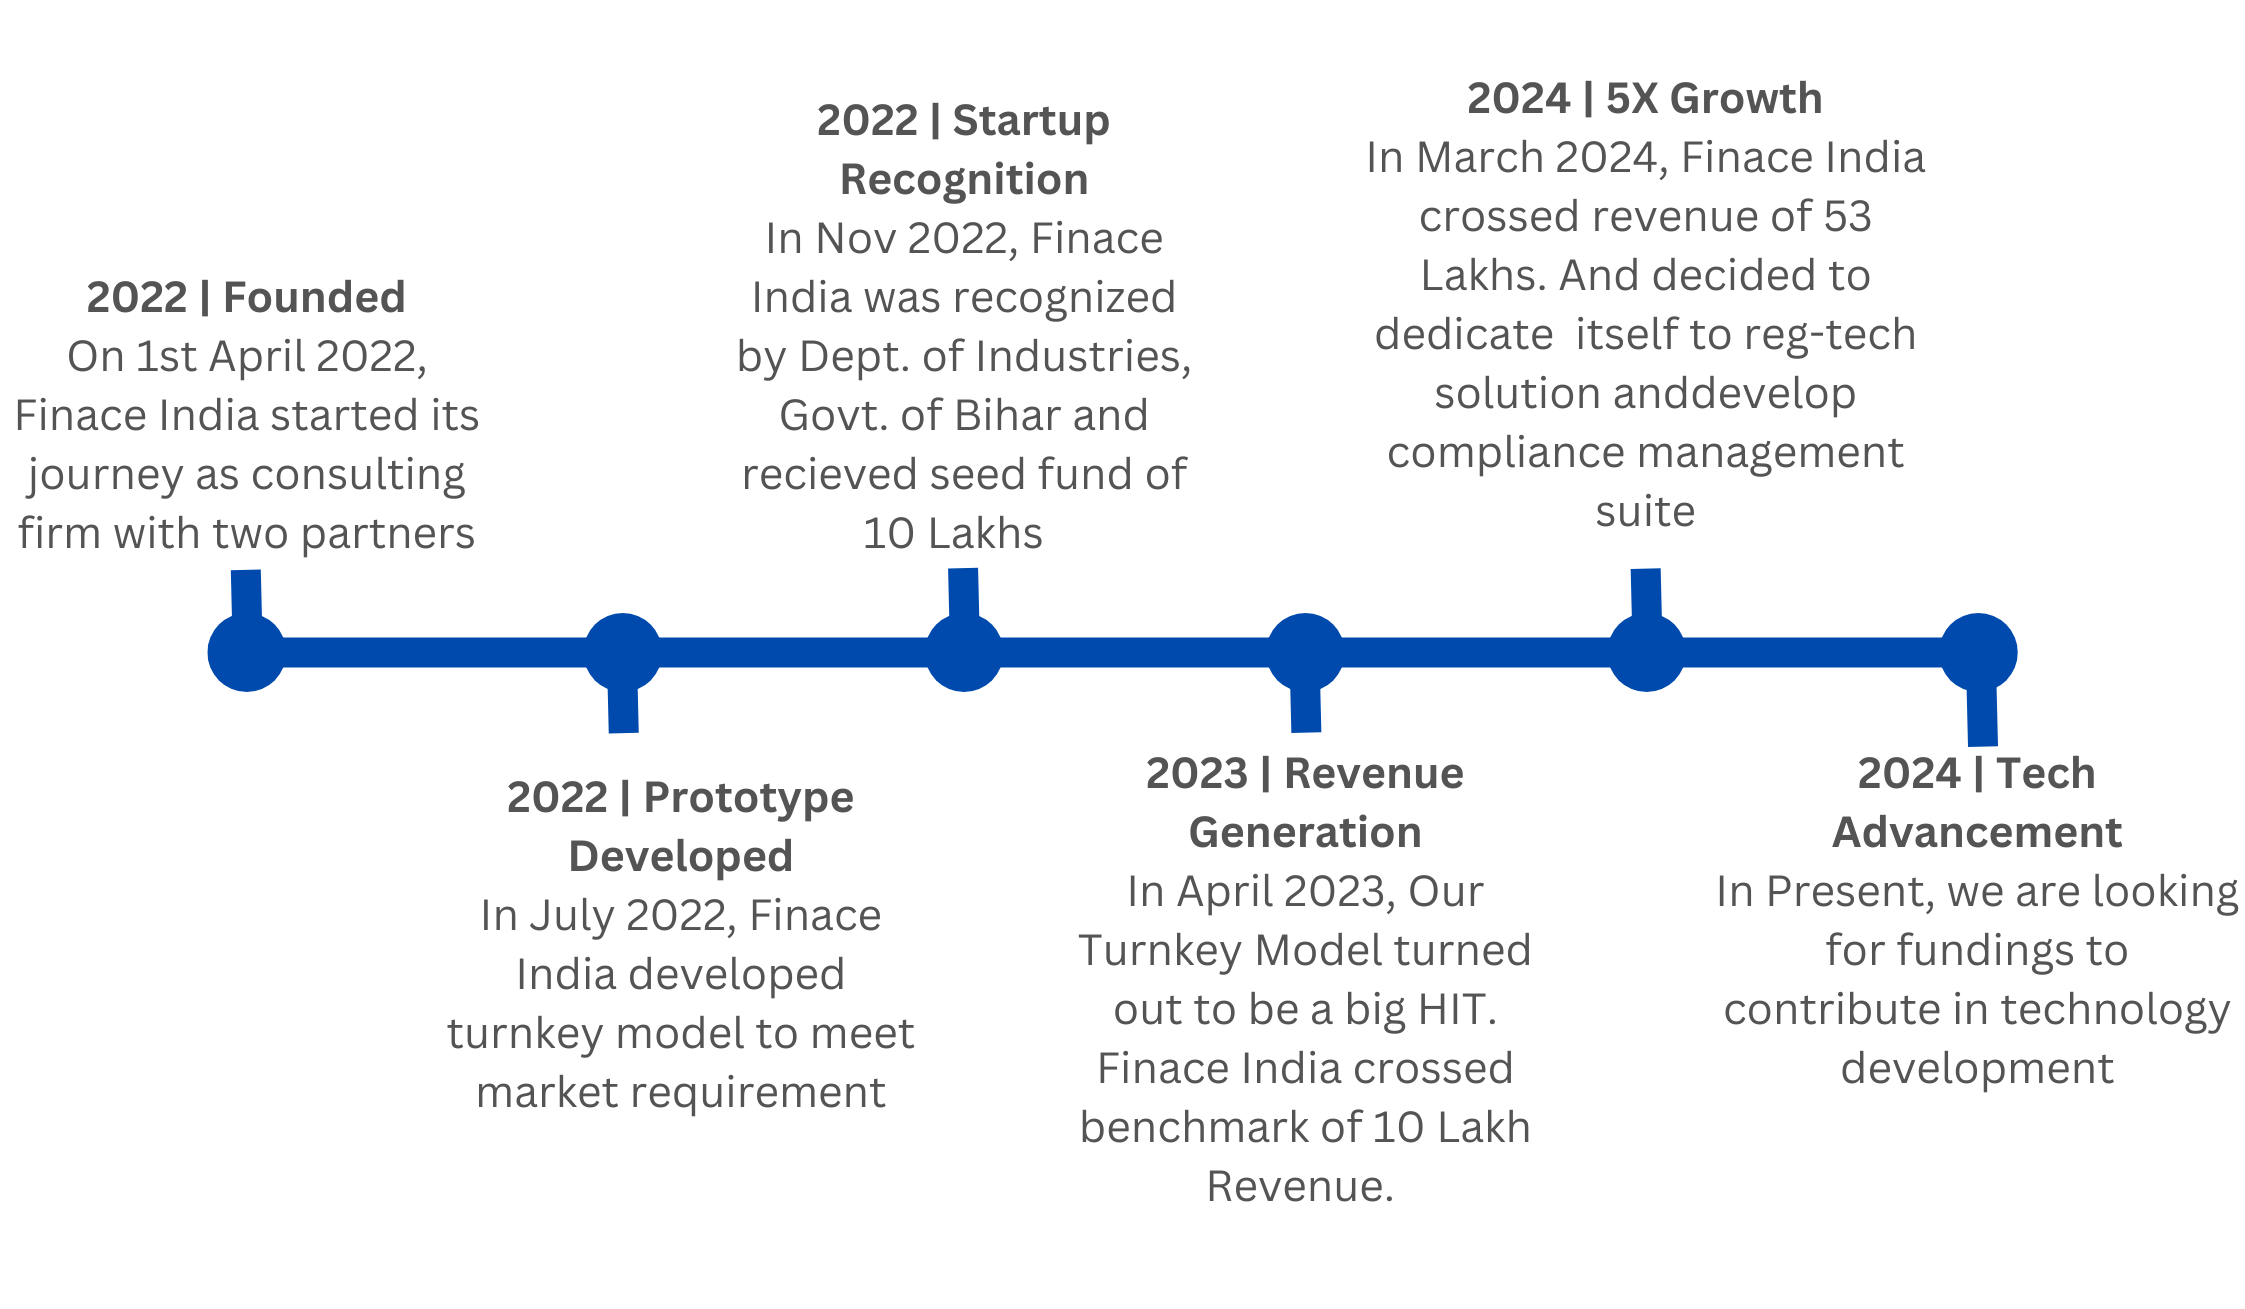 2022 | Founded
On 1st April 2022,
Finace India started its
journey as consulting
firm with two partners
2022 | Prototype
Developed
In July 2022, Finace
India developed
turnkey model to meet
market requirement
2022 | Startup
Recognition
In Nov 2022, Finace
India was recognized
by Dept. of Industries,
Govt. of Bihar and
recieved seed fund of
10 Lakhs
2023 | Revenue
Generation
In April 2023, Our
Turnkey Model turned
out to be a big HIT.
Finace India crossed
benchmark of 10 Lakh
Revenue.
2024 | 5X Growth
In March 2024, Finace India
crossed revenue of 53
Lakhs. And decided to
dedicate  itself to reg-tech
solution anddevelop
compliance management
suite
2024 | Tech
Advancement
In Present, we are looking
for fundings to
contribute in technology
development